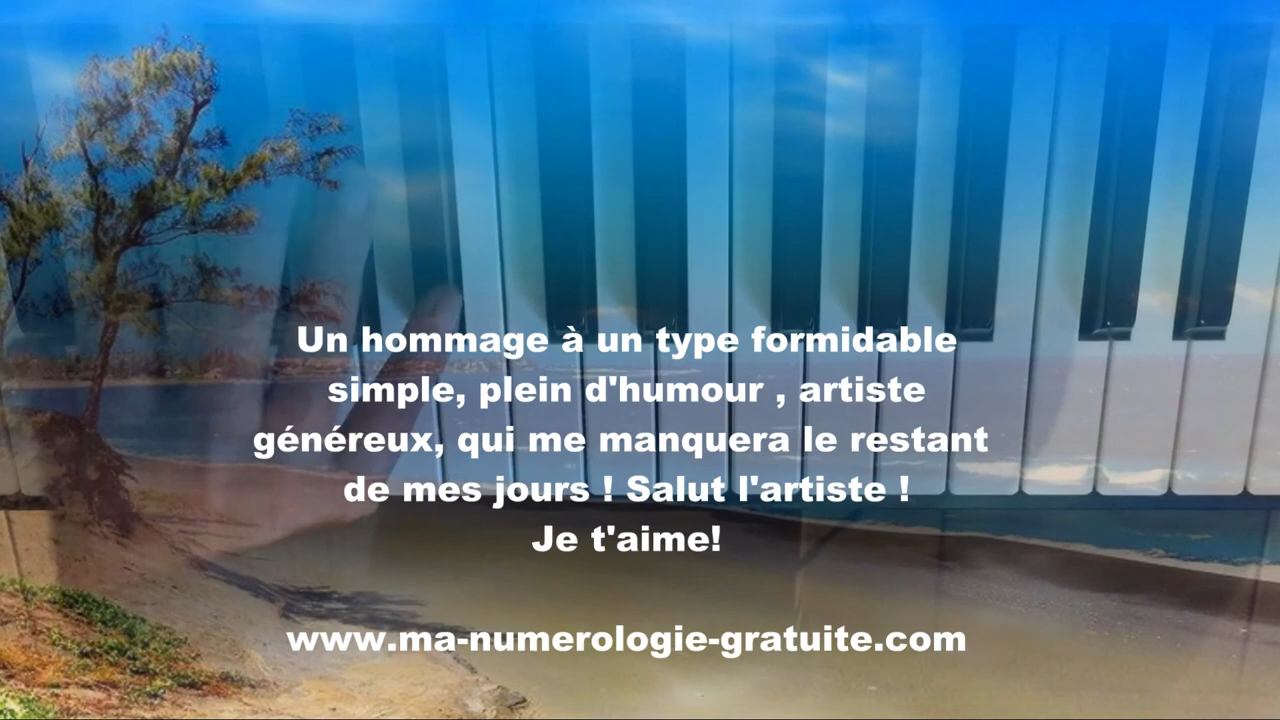 Un hommage à un type formidable
simple, plein d'humour , artiste
généreux, qui me manquera le restant
de mes jours ! Salut l'artiste !
Je t'aime!
www.ma-numerologie-gratuite.com